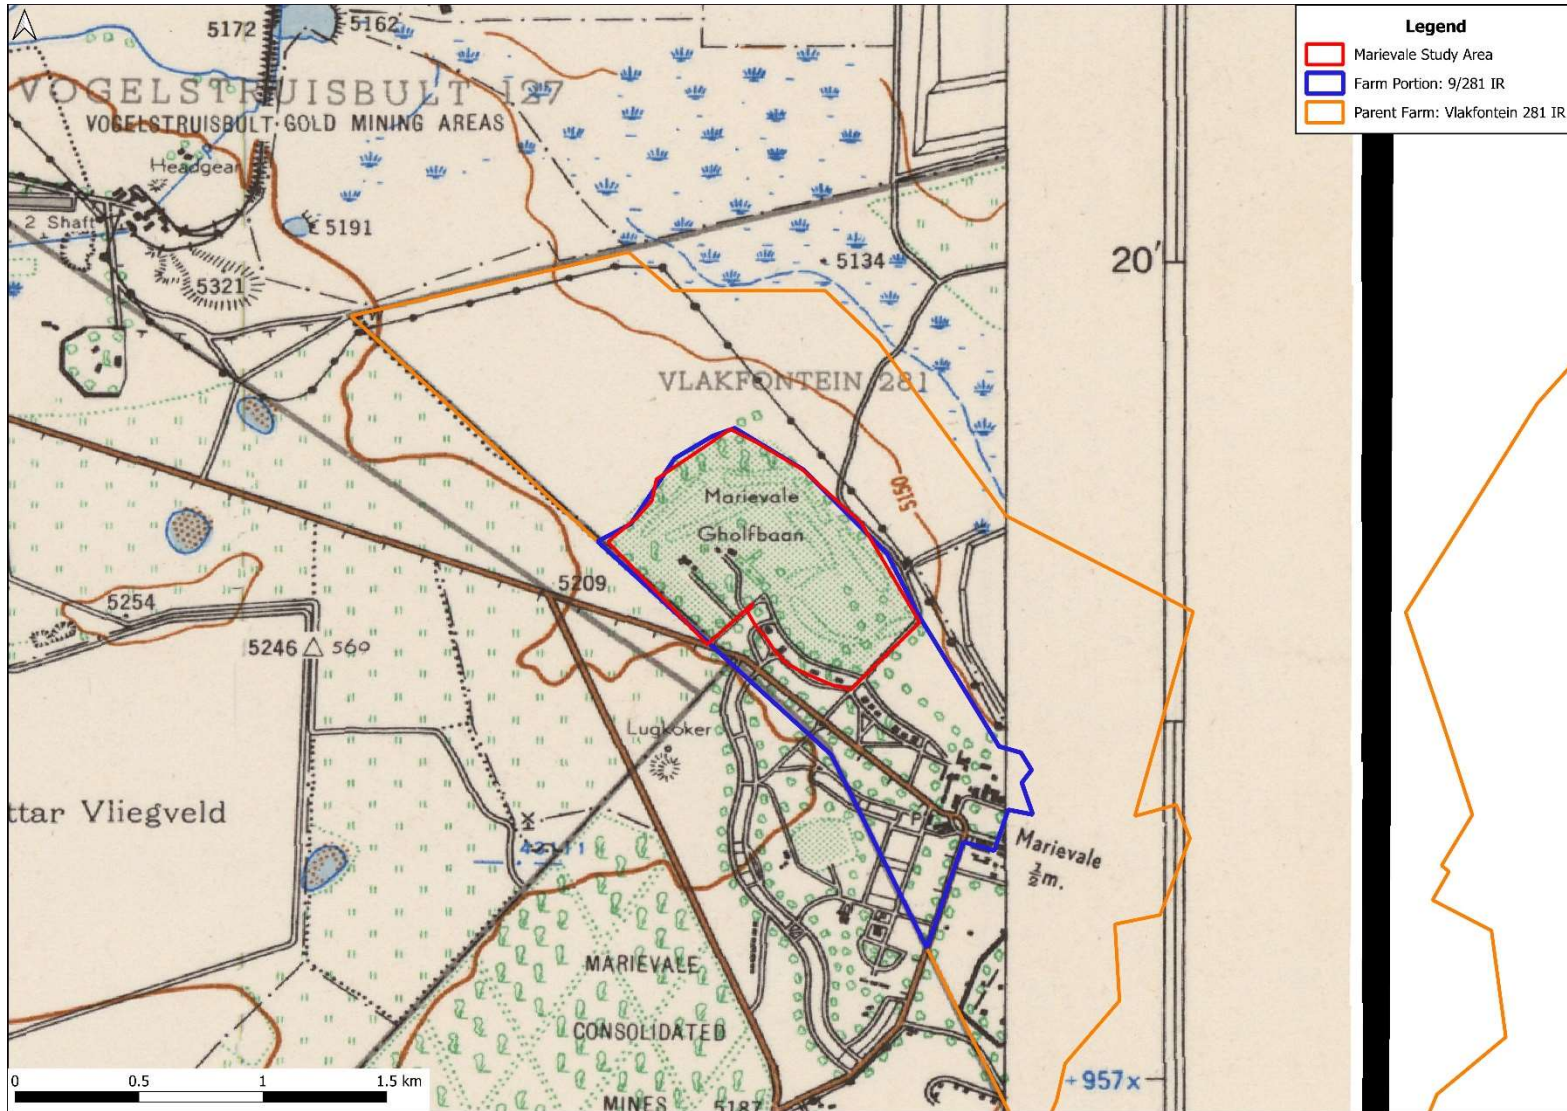 Legend
Marievale Study Area
Farm Portion: 9/281 IR
Parent Farm: Vlakfontein 281 IR
5172
5162
VOGELSTRUISBULT 127
VOGELSTRUISBULT GOLD MINING AREAS
Headgear
2 Shaft
5191
5321
5134
20'
VLAKFONTEIN 281
5150
Marievale
Gholfbaan
5209
5254
5246 560
Lugkoker
ttar Vliegveld
P
Marievale
½m.
MARIEVALE
CONSOLIDATED
MINES
5187
+957x
0 0.5 1 1.5 km